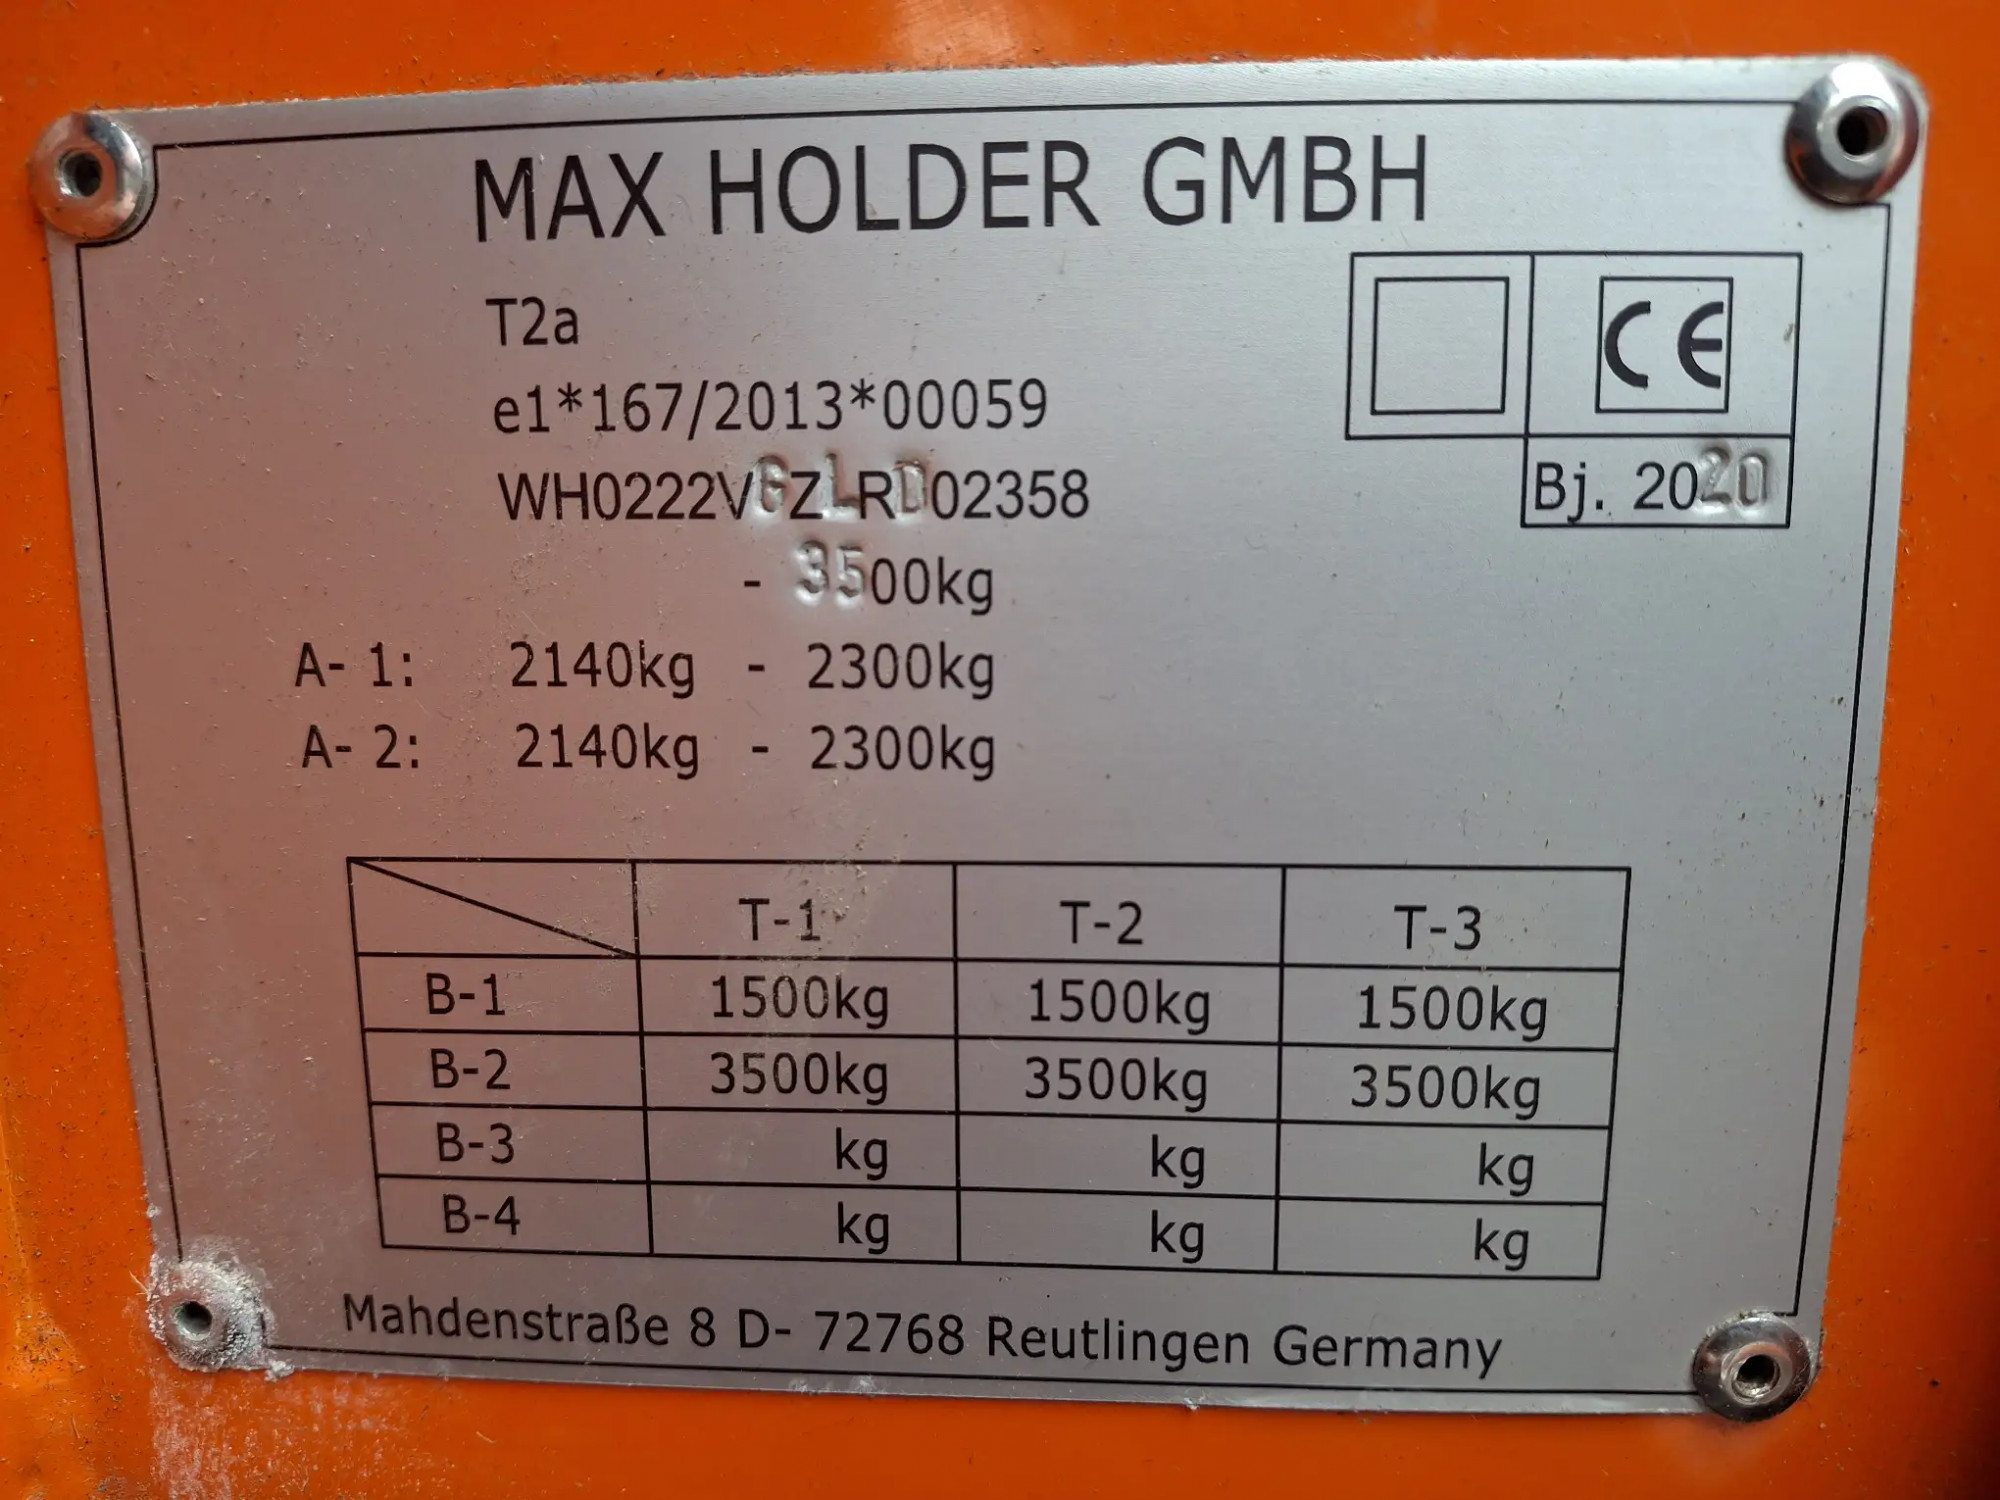 MAX HOLDER GMBH
T2a
e1*167/2013*00059
CE
WH0222VGZLRD02358
Bj. 2020
- 3500kg
A- 1: 2140kg - 2300kg
A- 2: 2140kg - 2300kg
T-1 T-2 T-3
B-1 1500kg 1500kg 1500kg
B-2 3500kg 3500kg 3500kg
B-3 kg kg kg
B-4 kg kg kg
Mahdenstraße 8 D- 72768 Reutlingen Germany